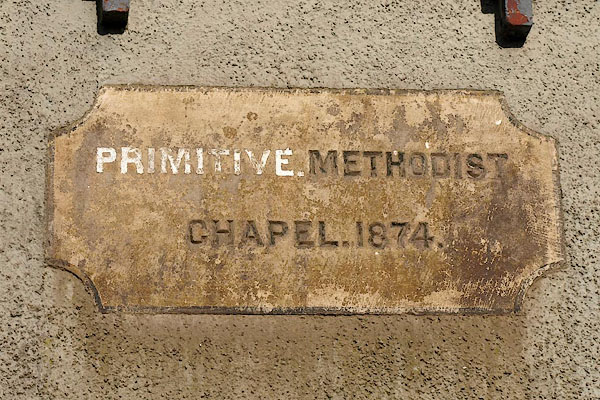 PRIMITIVE. METHODIST
CHAPEL. 1874.